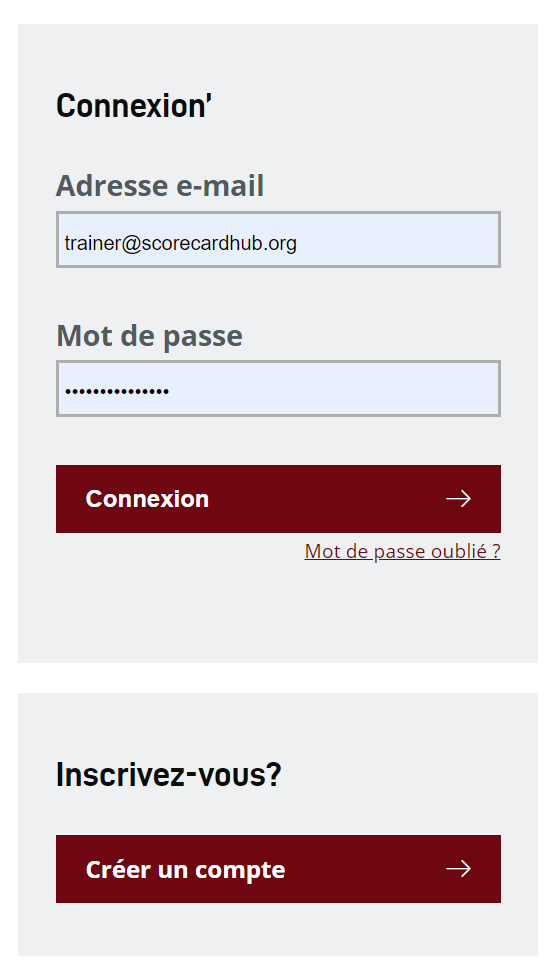 Connexion’
Adresse e-mail
trainer@scorecardhub.org
Mot de passe
•••••••••••••••
Connexion
Mot de passe oublié ?
Inscrivez-vous?
Créer un compte